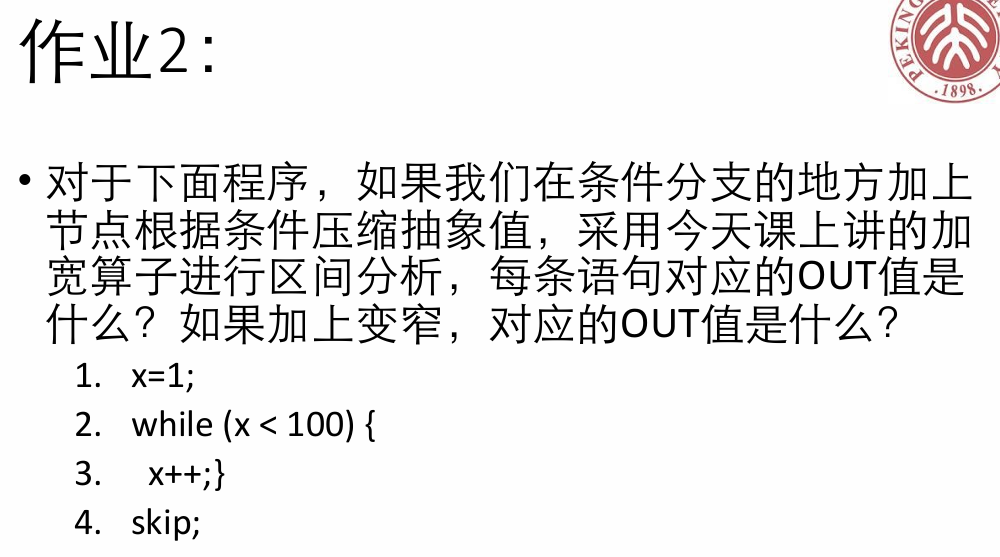 作业2：
PEKING
Y
·1898·
• 对于下面程序，如果我们在条件分支的地方加上
节点根据条件压缩抽象值，采用今天课上讲的加
宽算子进行区间分析，每条语句对应的OUT值是
什么？如果加上变窄，对应的OUT值是什么？
1. x=1;
2. while (x < 100) {
3. x++;}
4. skip;